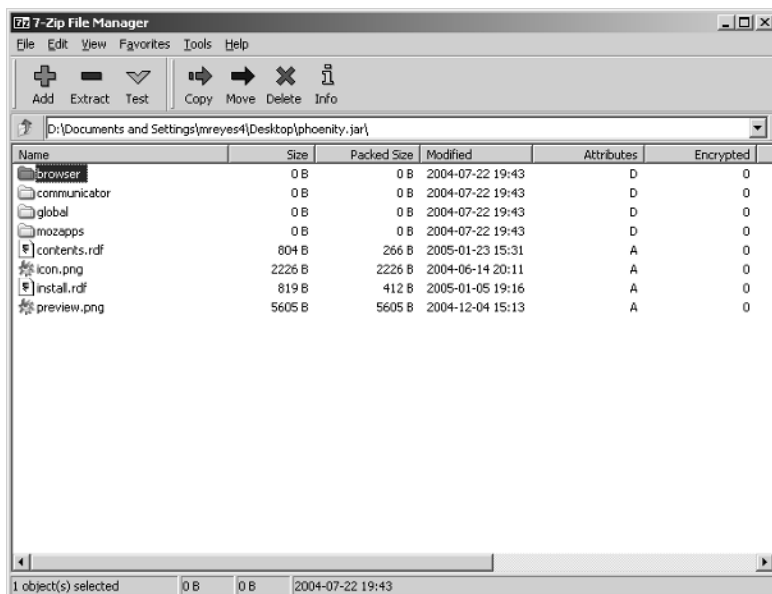 7-Zip File Manager
File Edit View Favorites Tools Help
Add Extract Test Copy Move Delete Info
D:\Documents and Settings\mreyes4\Desktop\phoenity.jar\
Name Size Packed Size Modified Attributes Encrypted
browser 0 B 0 B 2004-07-22 19:43 D 0
communicator 0 B 0 B 2004-07-22 19:43 D 0
global 0 B 0 B 2004-07-22 19:43 D 0
mozapps 0 B 0 B 2004-07-22 19:43 D 0
contents.rdf 804 B 266 B 2005-01-23 15:31 A 0
icon.png 2226 B 2226 B 2004-06-14 20:11 A 0
install.rdf 819 B 412 B 2005-01-05 19:16 A 0
preview.png 5605 B 5605 B 2004-12-04 15:13 A 0
1 object(s) selected 0 B 0 B 2004-07-22 19:43